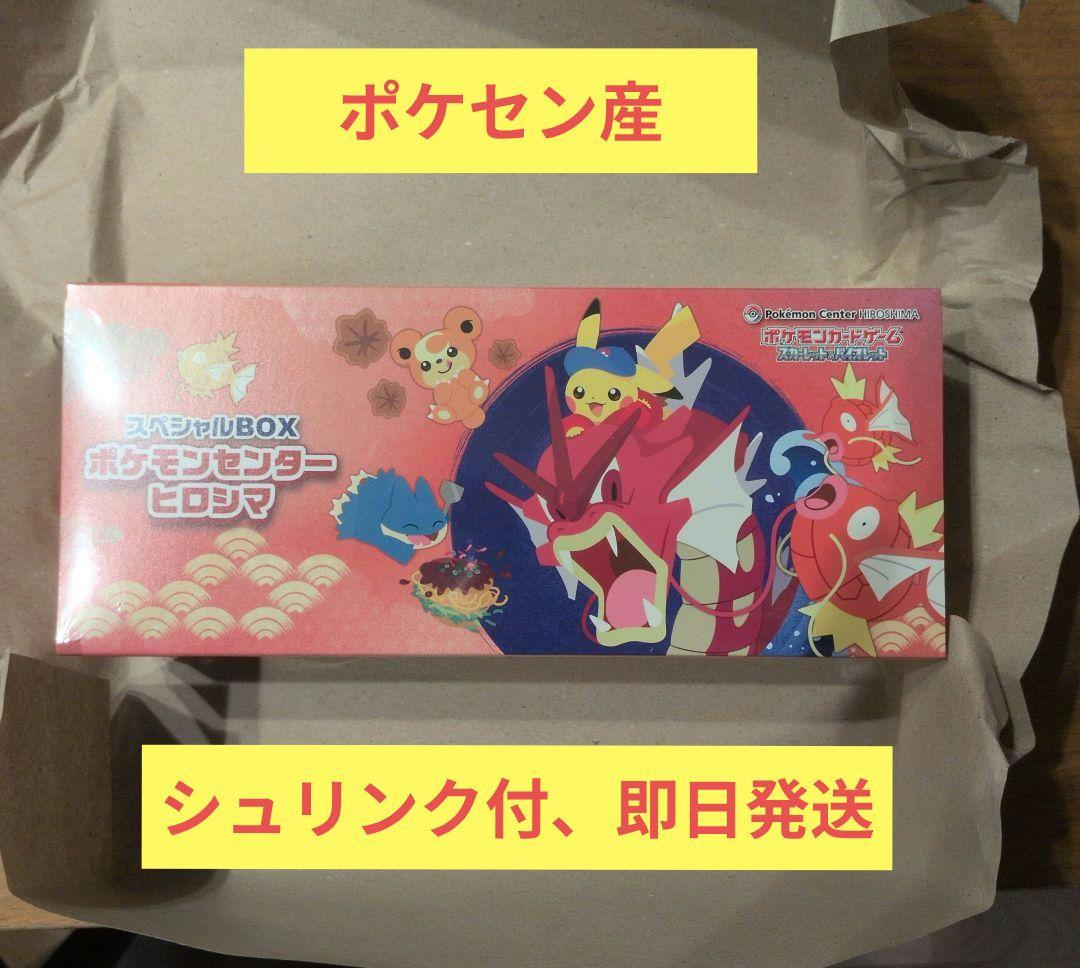 ポケセン産
Pokémon Center HIROSHIMA
ポケモンカードゲーム
スカーレット&バイオレット
スペシャルBOX
ポケモンセンター
ヒロシマ
シュリンク付、即日発送